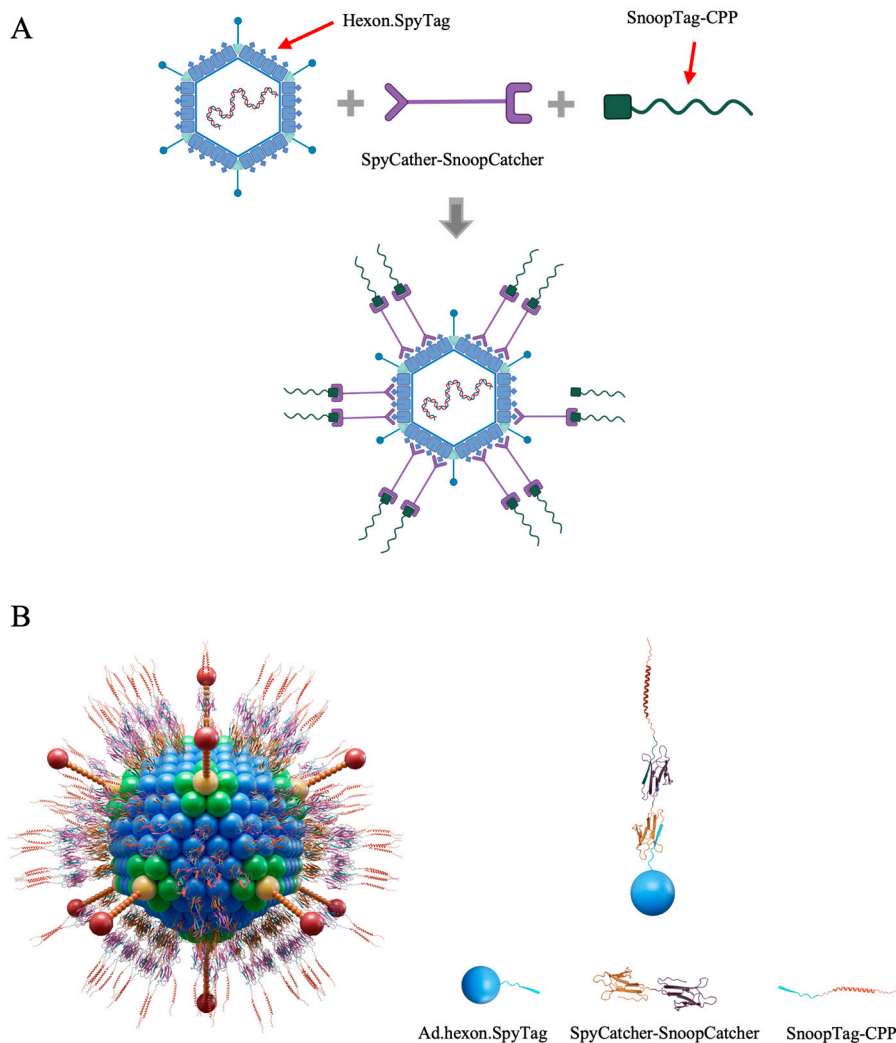 A
Hexon.SpyTag
SnoopTag-CPP
SpyCather-SnoopCatcher
B
Ad.hexon.SpyTag
SpyCatcher-SnoopCatcher
SnoopTag-CPP